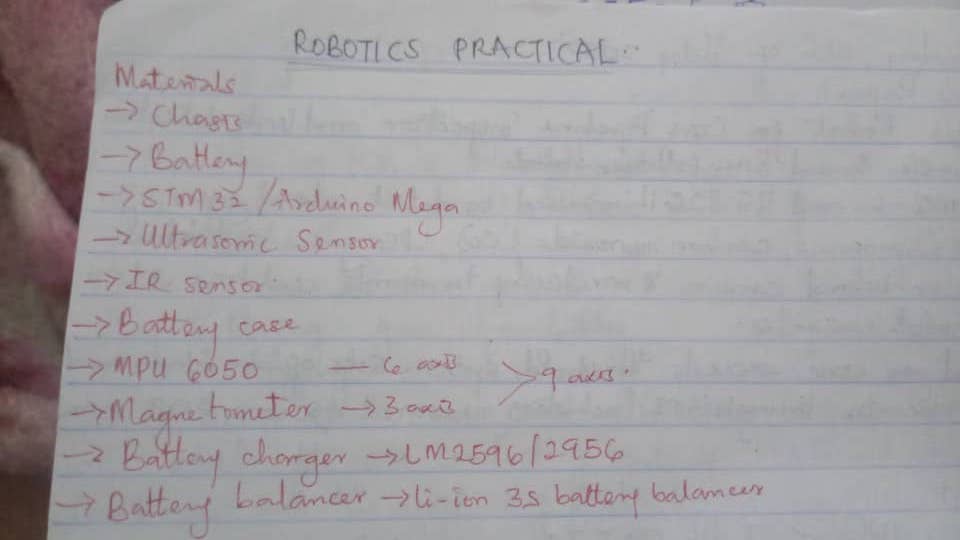 ROBOTICS PRACTICAL..
Materials
→ Chasis
→ Battery
→ STM 32 / Arduino Mega
→ Ultrasonic Sensor
→ IR sensor.
→ Battery case
→ MPU 6050 — 6 axis > 9 axis.
→ Magnetometer → 3 axis
→ Battery charger → LM2596/2956
→ Battery balancer → li-ion 3s battery balancer